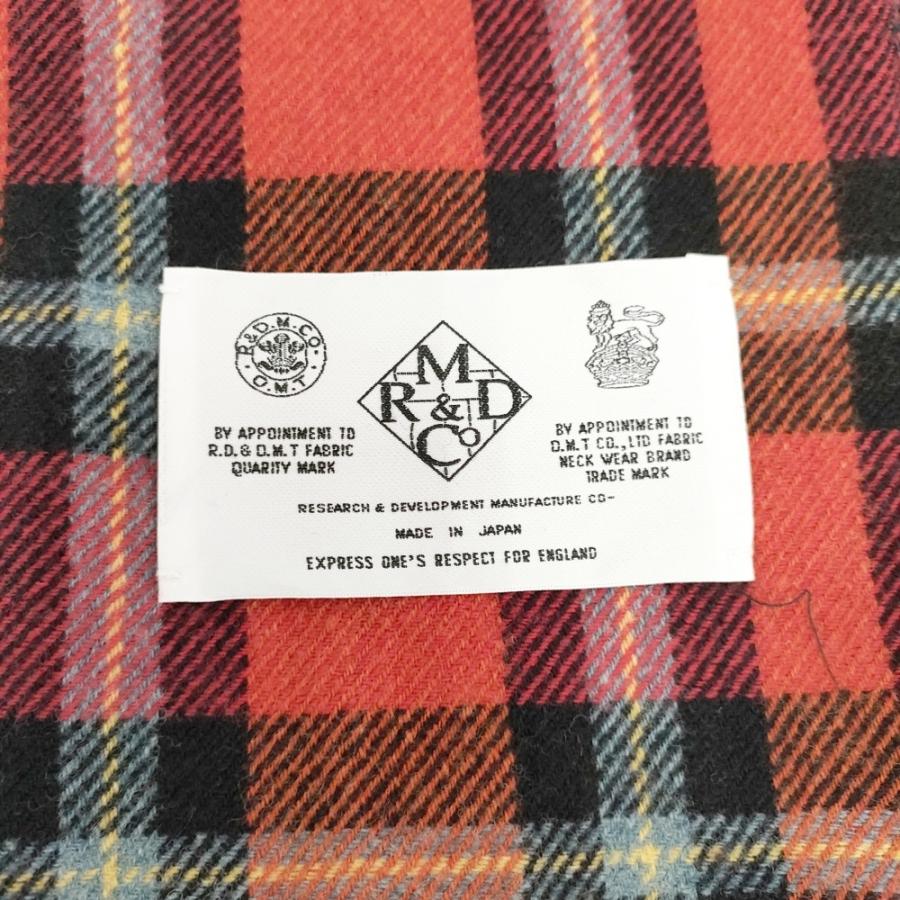 R&D.M.CO.
O.M.T
M
R & D
Co
BY APPOINTMENT TO
R.D.& O.M.T FABRIC
QUARITY MARK
BY APPOINTMENT TO
O.M.T CO.,LTD FABRIC
NECK WEAR BRAND
TRADE MARK
RESEARCH & DEVELOPMENT MANUFACTURE CO-
MADE IN JAPAN
EXPRESS ONE'S RESPECT FOR ENGLAND